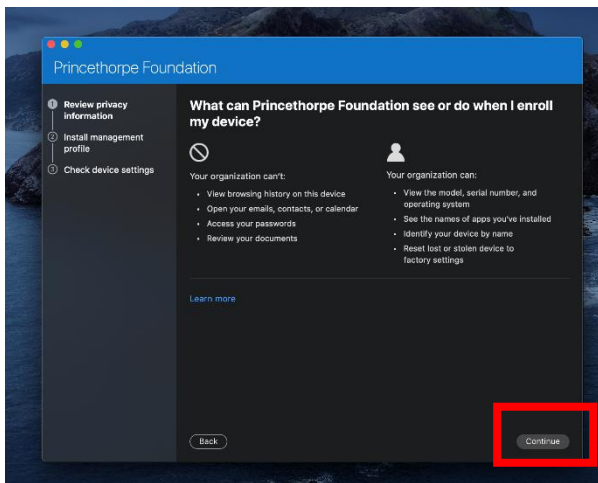 Princethorpe Foundation
1 Review privacy
information
2 Install management
profile
3 Check device settings
What can Princethorpe Foundation see or do when I enroll
my device?
Your organization can't:
• View browsing history on this device
• Open your emails, contacts, or calendar
• Access your passwords
• Review your documents
Your organization can:
• View the model, serial number, and
operating system
• See the names of apps you've installed
• Identify your device by name
• Reset lost or stolen device to
factory settings
Learn more
Back
Continue